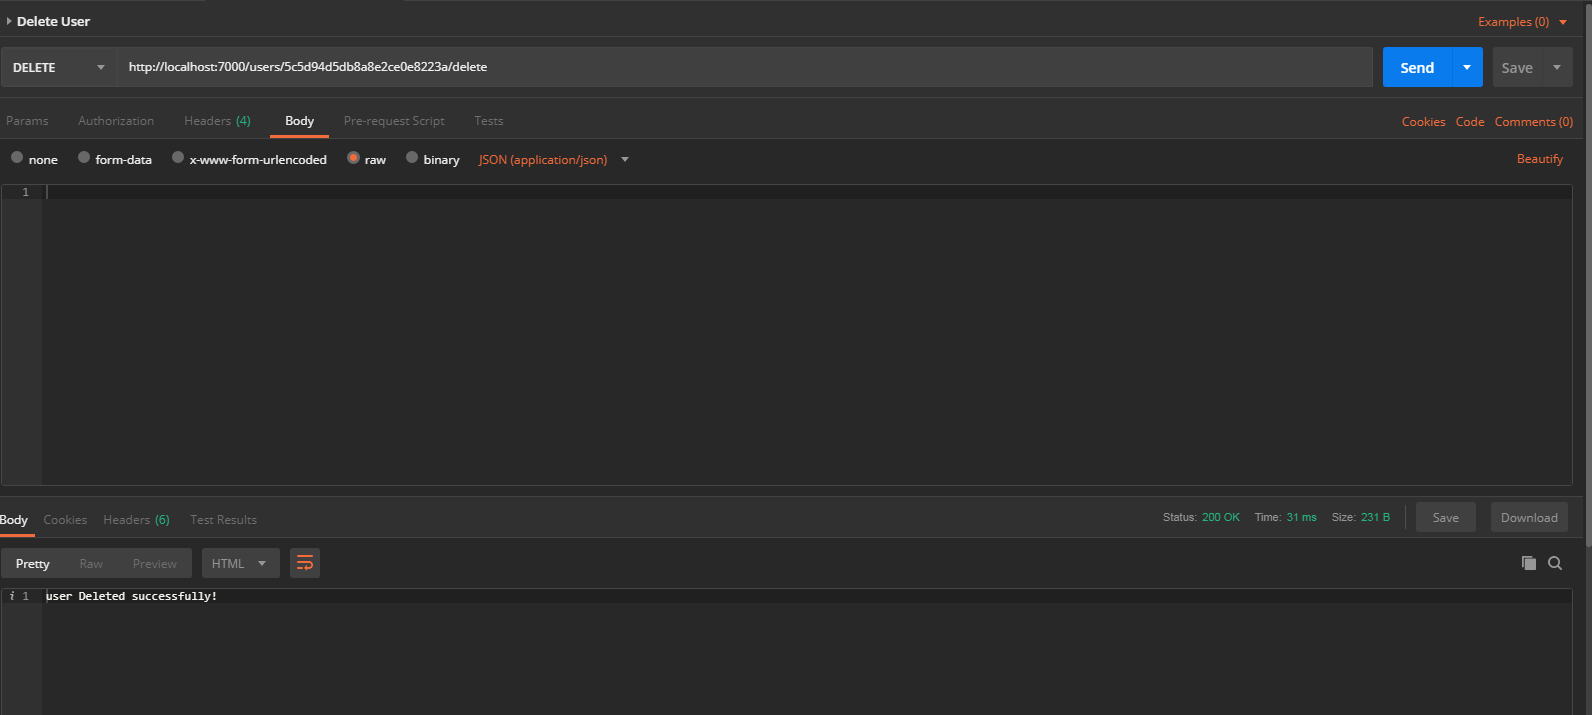 Delete User
Examples (0)
DELETE http://localhost:7000/users/5c5d94d5db8a8e2ce0e8223a/delete Send Save
Params Authorization Headers (4) Body Pre-request Script Tests Cookies Code Comments (0)
none form-data x-www-form-urlencoded raw binary JSON (application/json) Beautify
1
Body Cookies Headers (6) Test Results Status: 200 OK Time: 31 ms Size: 231 B Save Download
Pretty Raw Preview HTML
i 1 user Deleted successfully!